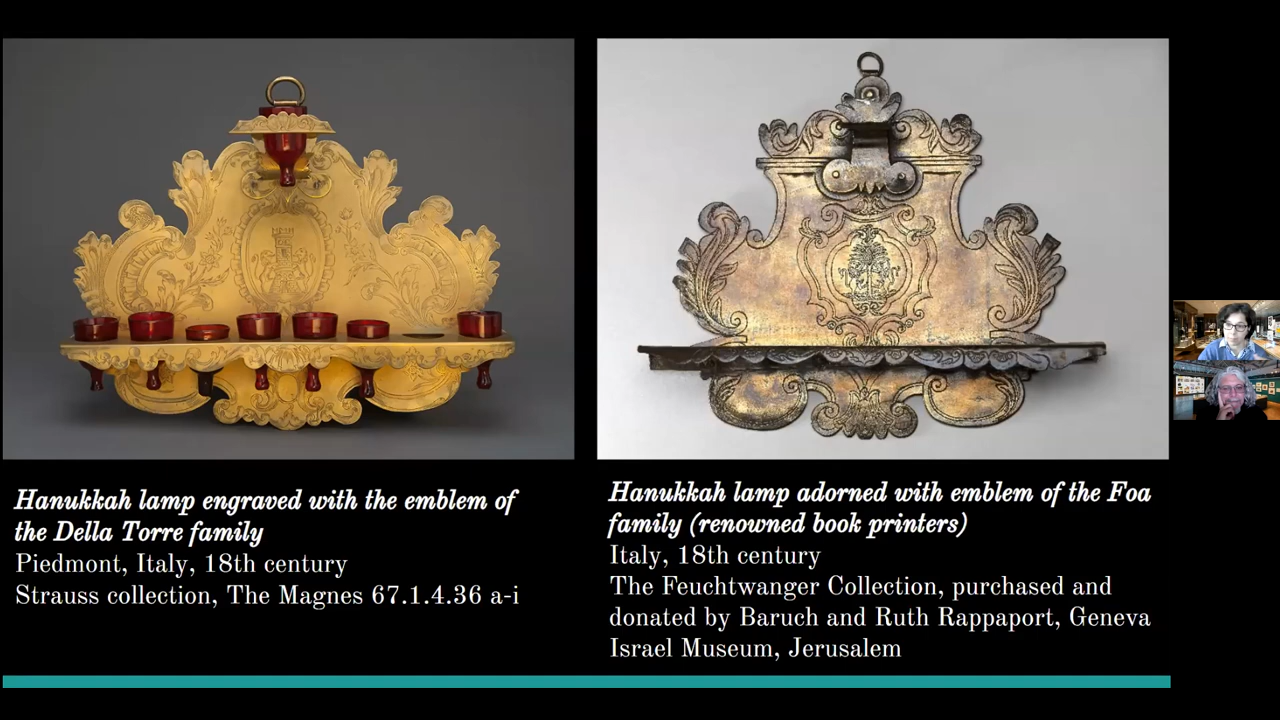 Hanukkah lamp engraved with the emblem of
the Della Torre family
Piedmont, Italy, 18th century
Strauss collection, The Magnes 67.1.4.36 a-i
Hanukkah lamp adorned with emblem of the Foa
family (renowned book printers)
Italy, 18th century
The Feuchtwanger Collection, purchased and
donated by Baruch and Ruth Rappaport, Geneva
Israel Museum, Jerusalem